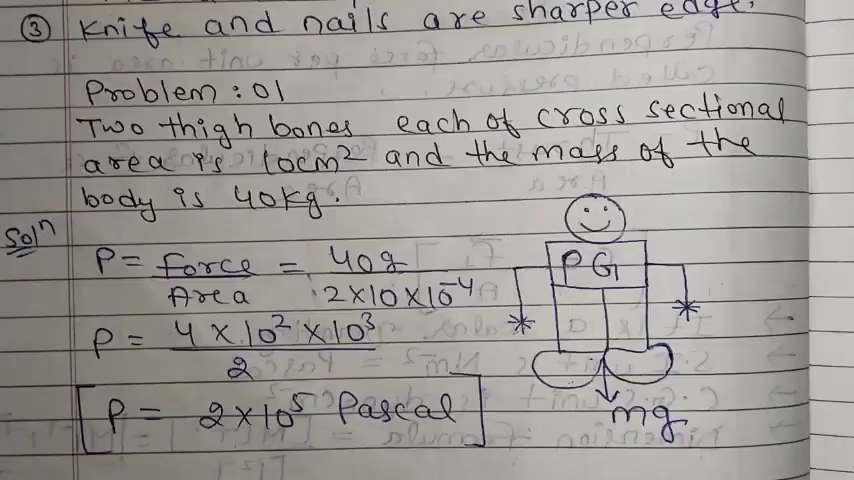 ③ Knife and nails are sharper edge.
Problem : 01
Two thigh bones each of cross sectional
area is 10cm² and the mass of the
body is 40kg.
Solⁿ
P = Force / Area = 40g / 2×10×10⁻⁴
P = 4 × 10² × 10³ / 2
P = 2×10⁵ Pascal
PG
mg